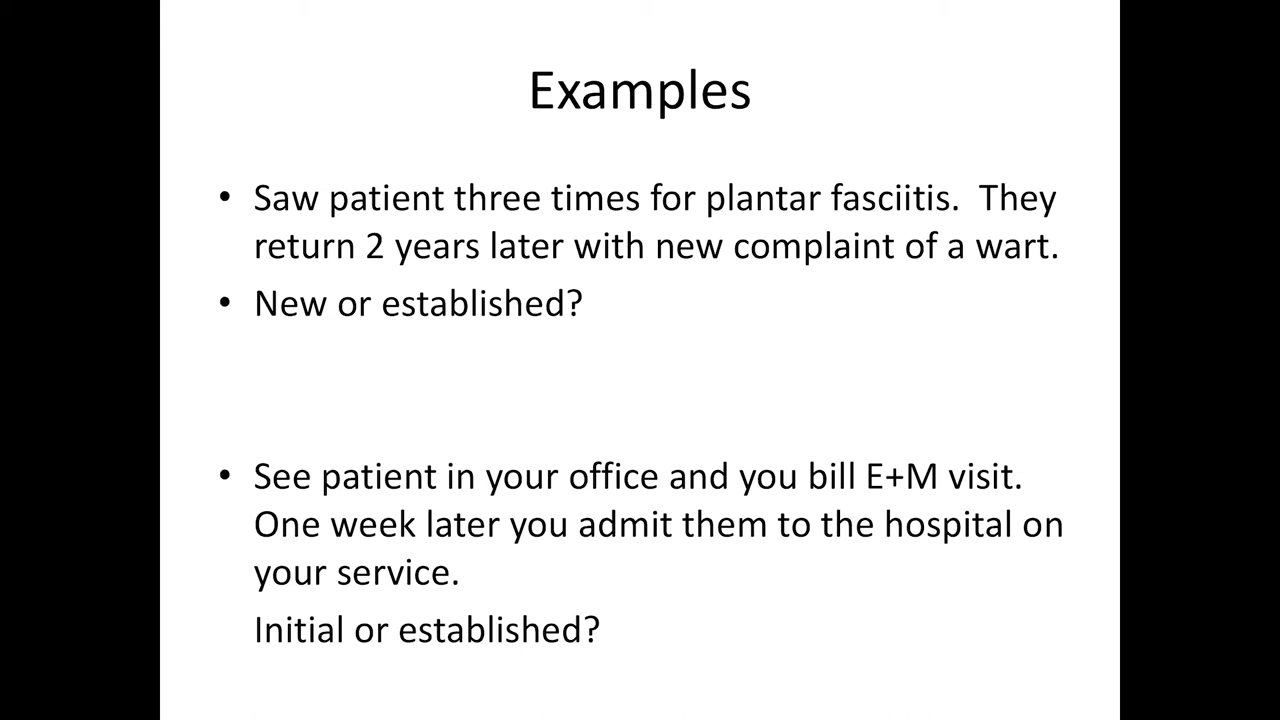 Examples
• Saw patient three times for plantar fasciitis.  They
return 2 years later with new complaint of a wart.
• New or established?
• See patient in your office and you bill E+M visit.
One week later you admit them to the hospital on
your service.
Initial or established?